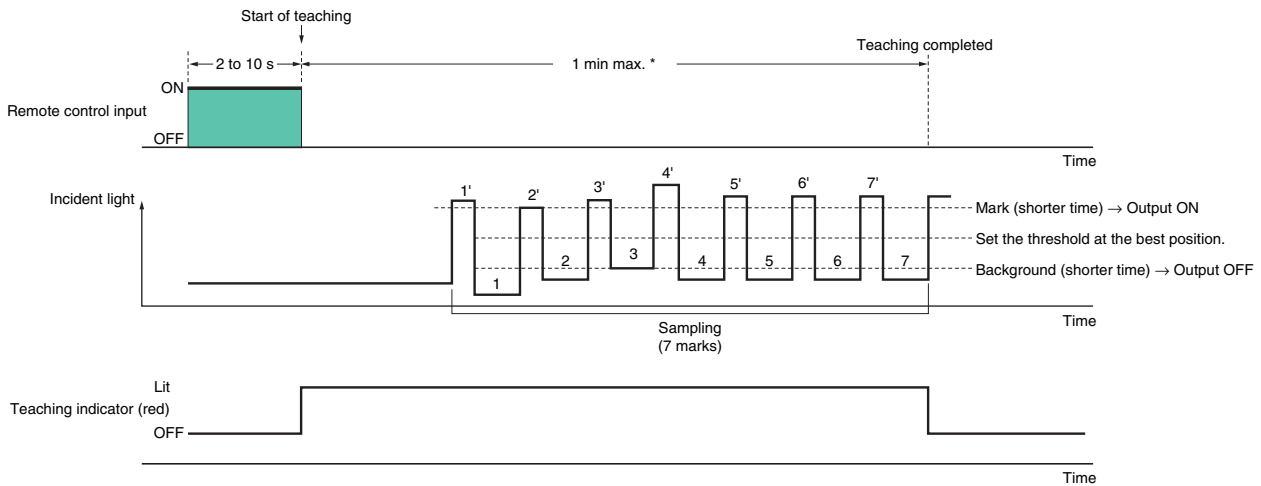 Start of teaching
Teaching completed
2 to 10 s
1 min max. *
ON
Remote control input
OFF
Time
Incident light
1'
2'
3'
4'
5'
6'
7'
Mark (shorter time) → Output ON
Set the threshold at the best position.
1
2
3
4
5
6
7
Background (shorter time) → Output OFF
Sampling
(7 marks)
Time
Lit
Teaching indicator (red)
OFF
Time